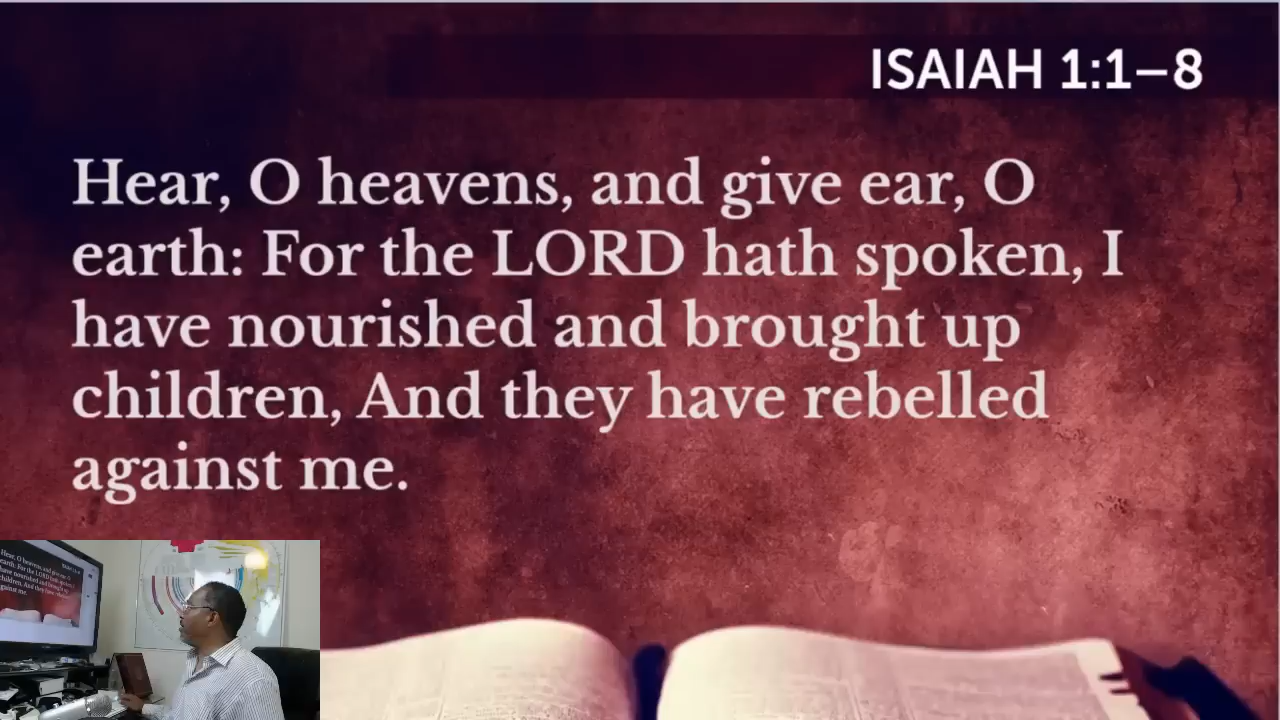 ISAIAH 1:1–8
Hear, O heavens, and give ear, O
earth: For the LORD hath spoken, I
have nourished and brought up
children, And they have rebelled
against me.